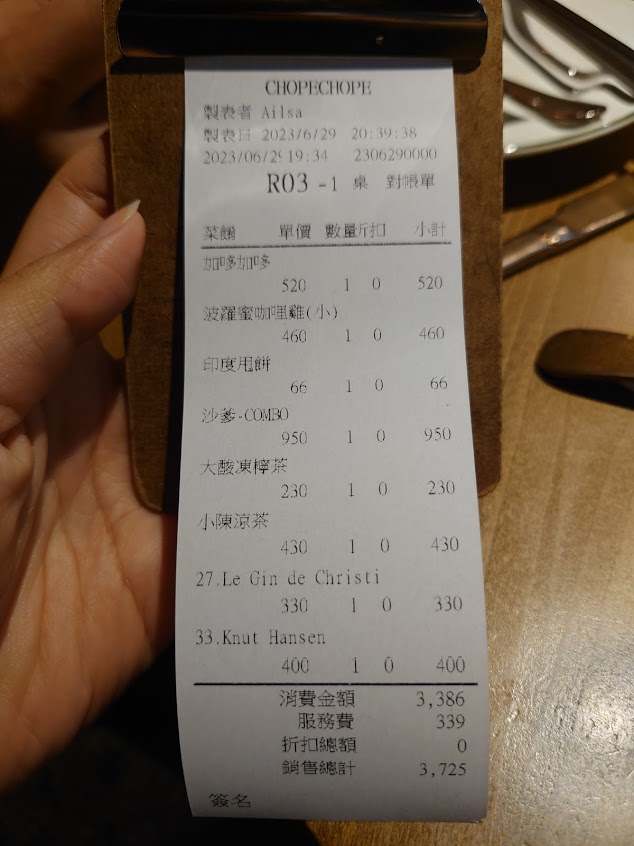 CHOPECHOPE
製表者 Ailsa
製表日 2023/6/29 20:39:38
2023/06/29 19:34 2306290000
R03 -1 桌 對帳單
菜餚 單價 數量折扣 小計
加哆加哆
520 1 0 520
波羅蜜咖哩雞(小)
460 1 0 460
印度甩餅
66 1 0 66
沙爹-COMBO
950 1 0 950
大酸凍檸茶
230 1 0 230
小陳涼茶
430 1 0 430
27.Le Gin de Christi
330 1 0 330
33.Knut Hansen
400 1 0 400
消費金額 3,386
服務費 339
折扣總額 0
銷售總計 3,725
簽名